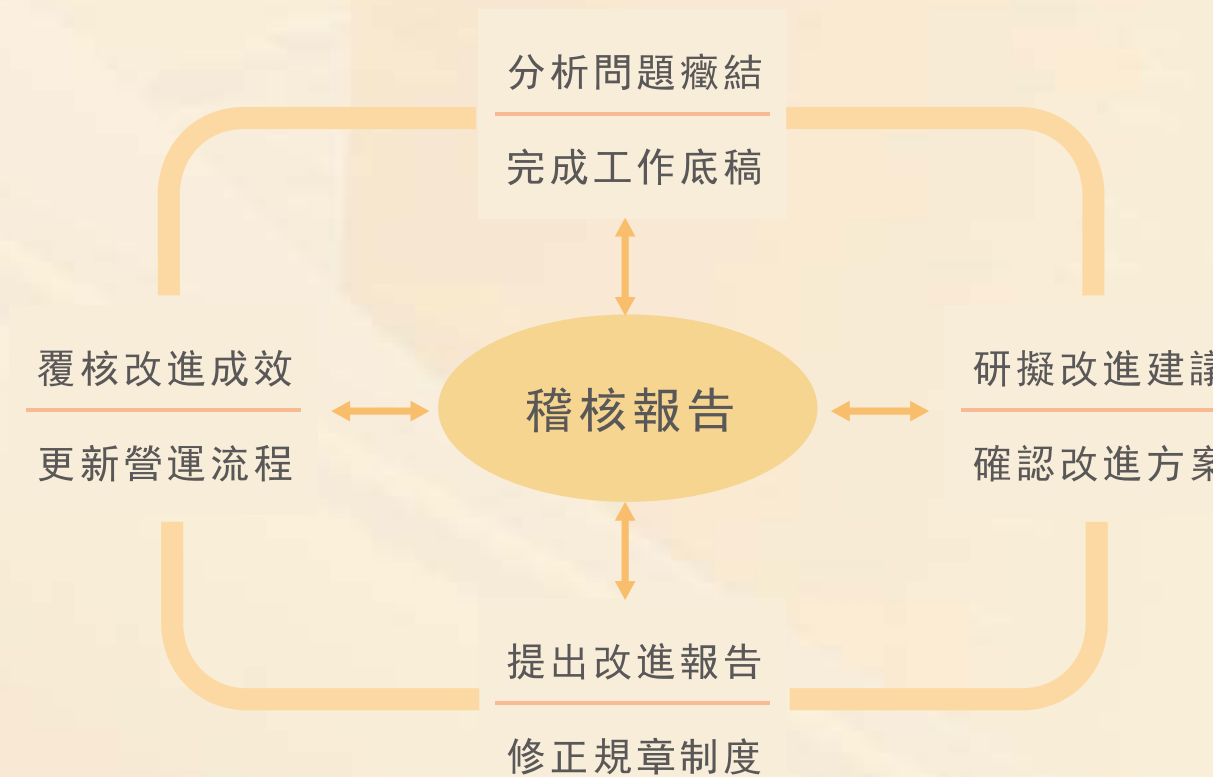 分析問題癥結
完成工作底稿
覆核改進成效
更新營運流程
稽核報告
研擬改進建議
確認改進方案
提出改進報告
修正規章制度